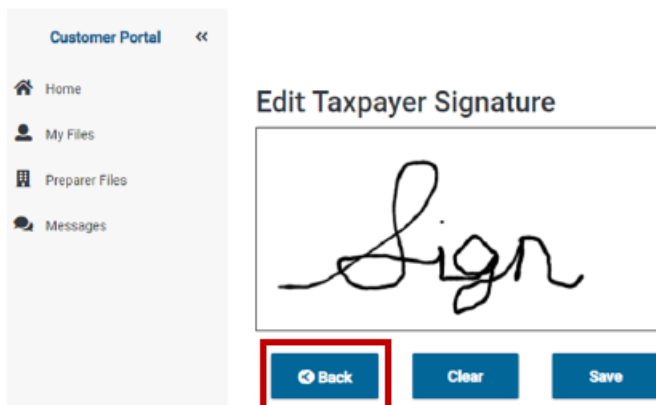 Customer Portal «
Home
My Files
Preparer Files
Messages
Edit Taxpayer Signature
Sign
Back
Clear
Save